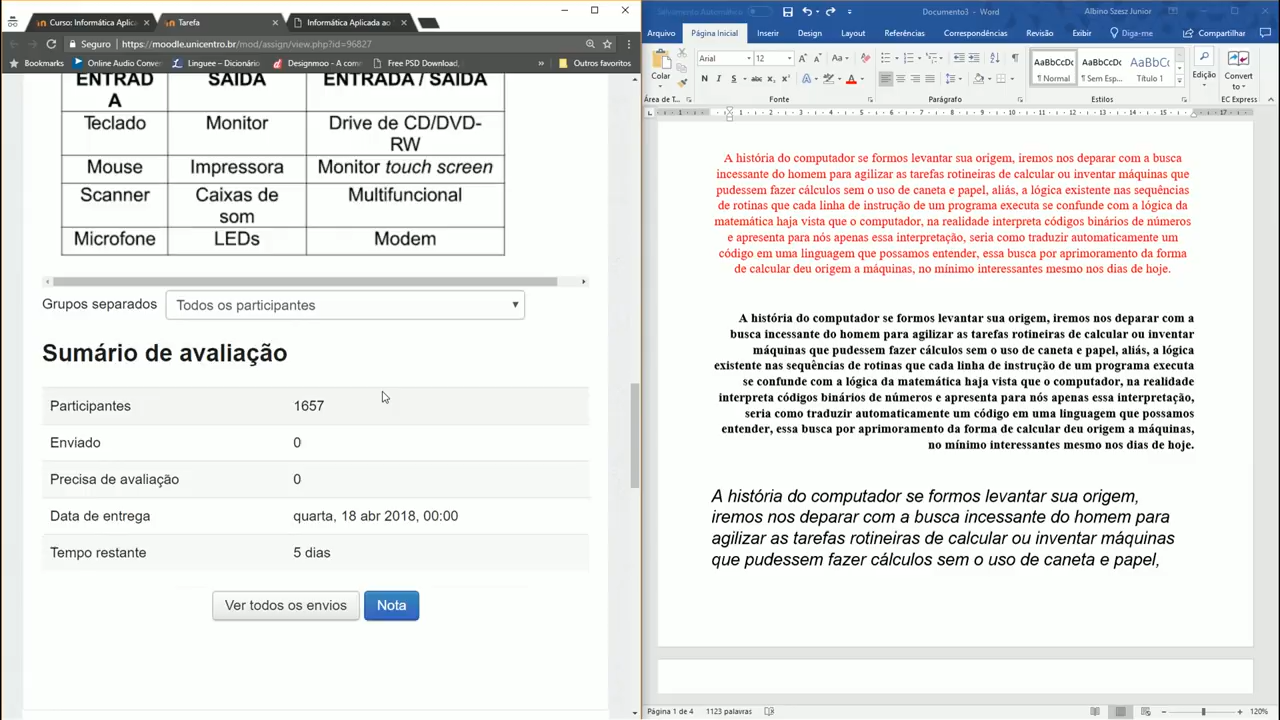 Curso: Informática Aplic
Tarefa
Informática Aplicada ao
Seguro
https://moodle.unicentro.br/mod/assign/view.php?id=96827
Bookmarks
Online Audio Conver
Linguee – Dicionário
Designmoo - A comm
Free PSD Download,
»
Outros favoritos
ENTRAD
A
SAÍDA
ENTRADA / SAÍDA
Teclado
Monitor
Drive de CD/DVD-
RW
Mouse
Impressora
Monitor touch screen
Scanner
Caixas de
som
Multifuncional
Microfone
LEDs
Modem
Grupos separados
Todos os participantes
Sumário de avaliação
Participantes 1657
Enviado 0
Precisa de avaliação 0
Data de entrega quarta, 18 abr 2018, 00:00
Tempo restante 5 dias
Ver todos os envios
Nota
Salvamento Automático
Documento3 - Word
Albino Szesz Junior
Arquivo
Página Inicial
Inserir
Design
Layout
Referências
Correspondências
Revisão
Exibir
Diga-me
Compartilhar
Colar
Arial
12
Aa
N I S abc x₂ x²
AaBbCcDc
AaBbCcDc
AaBbCc
¶ Normal
¶ Sem Esp...
Título 1
Edição
Convert
to
Área de T...
Fonte
Parágrafo
Estilos
EC Express
A história do computador se formos levantar sua origem, iremos nos deparar com a busca
incessante do homem para agilizar as tarefas rotineiras de calcular ou inventar máquinas que
pudessem fazer cálculos sem o uso de caneta e papel, aliás, a lógica existente nas sequências
de rotinas que cada linha de instrução de um programa executa se confunde com a lógica da
matemática haja vista que o computador, na realidade interpreta códigos binários de números
e apresenta para nós apenas essa interpretação, seria como traduzir automaticamente um
código em uma linguagem que possamos entender, essa busca por aprimoramento da forma
de calcular deu origem a máquinas, no mínimo interessantes mesmo nos dias de hoje.
A história do computador se formos levantar sua origem, iremos nos deparar com a
busca incessante do homem para agilizar as tarefas rotineiras de calcular ou inventar
máquinas que pudessem fazer cálculos sem o uso de caneta e papel, aliás, a lógica
existente nas sequências de rotinas que cada linha de instrução de um programa executa
se confunde com a lógica da matemática haja vista que o computador, na realidade
interpreta códigos binários de números e apresenta para nós apenas essa interpretação,
seria como traduzir automaticamente um código em uma linguagem que possamos
entender, essa busca por aprimoramento da forma de calcular deu origem a máquinas,
no mínimo interessantes mesmo nos dias de hoje.
A história do computador se formos levantar sua origem,
iremos nos deparar com a busca incessante do homem para
agilizar as tarefas rotineiras de calcular ou inventar máquinas
que pudessem fazer cálculos sem o uso de caneta e papel,
Página 1 de 4
1123 palavras
120%